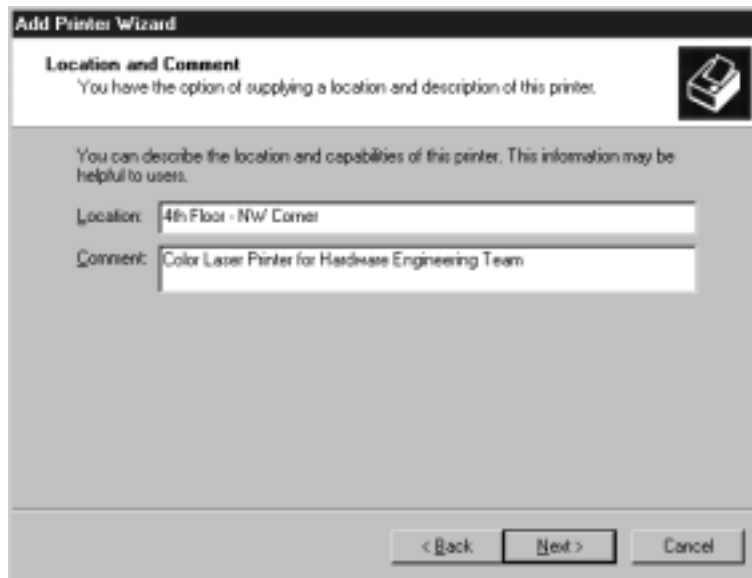 Add Printer Wizard
Location and Comment
You have the option of supplying a location and description of this printer.
You can describe the location and capabilities of this printer. This information may be
helpful to users.
Location: 4th Floor - NW Corner
Comment: Color Laser Printer for Hardware Engineering Team
< Back Next > Cancel